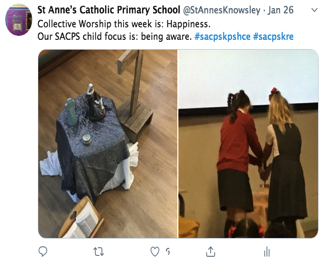 St Anne's Catholic Primary School @StAnnesKnowsley · Jan 26
Collective Worship this week is: Happiness.
Our SACPS child focus is: being aware. #sacpskpshce #sacpskre
5